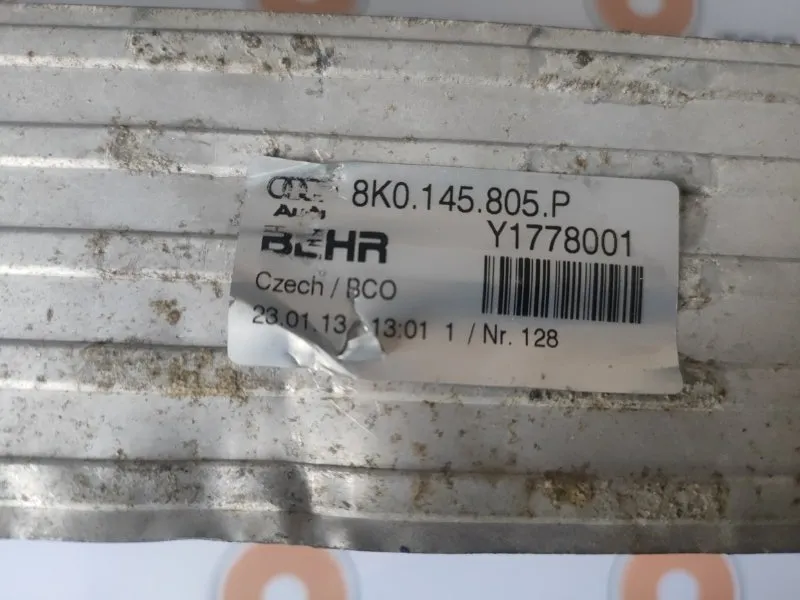 8K0.145.805.P
Audi
Y1778001
BEHR
Czech / BCO
23.01.13 13:01 1 / Nr. 128